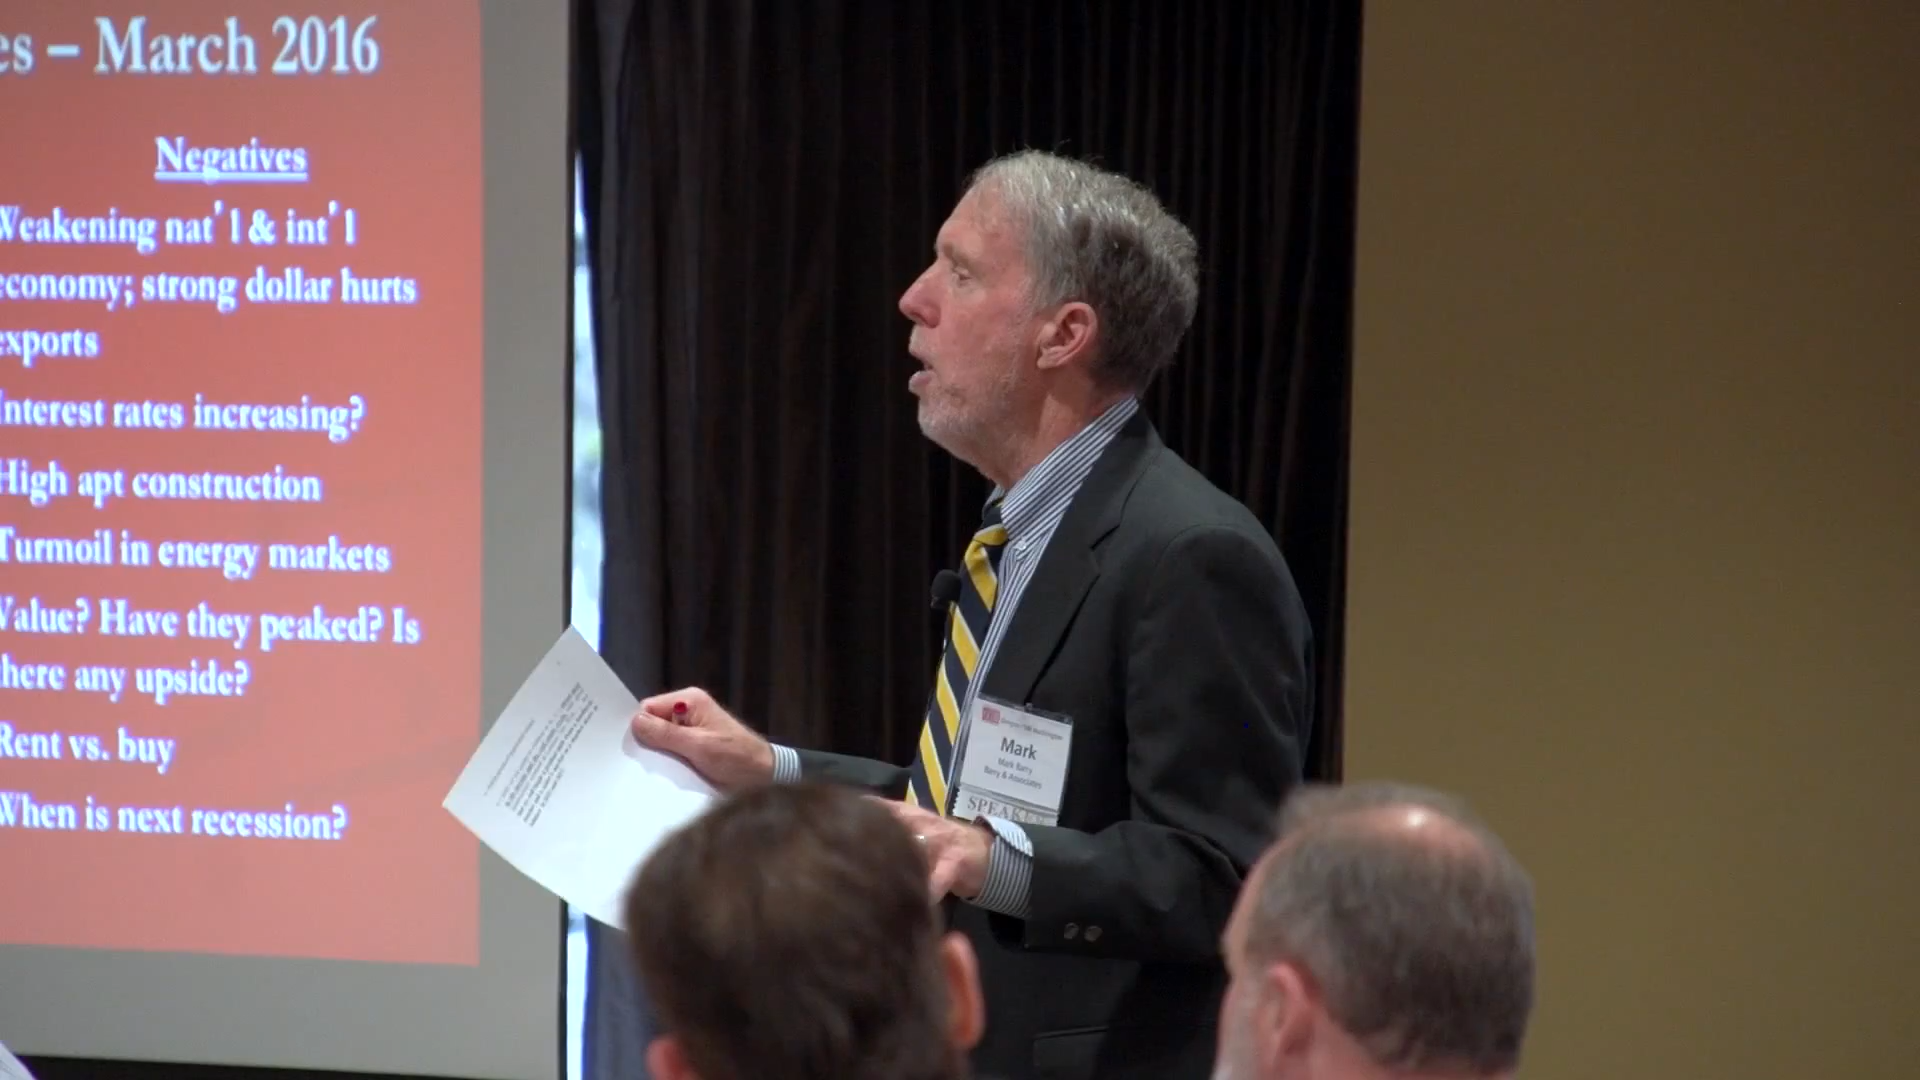 es – March 2016
Negatives
Weakening nat'l & int'l
economy; strong dollar hurts
exports
Interest rates increasing?
High apt construction
Turmoil in energy markets
Value? Have they peaked? Is
there any upside?
Rent vs. buy
When is next recession?
Mark
Mark Barry
Barry & Associates
SPEAKER